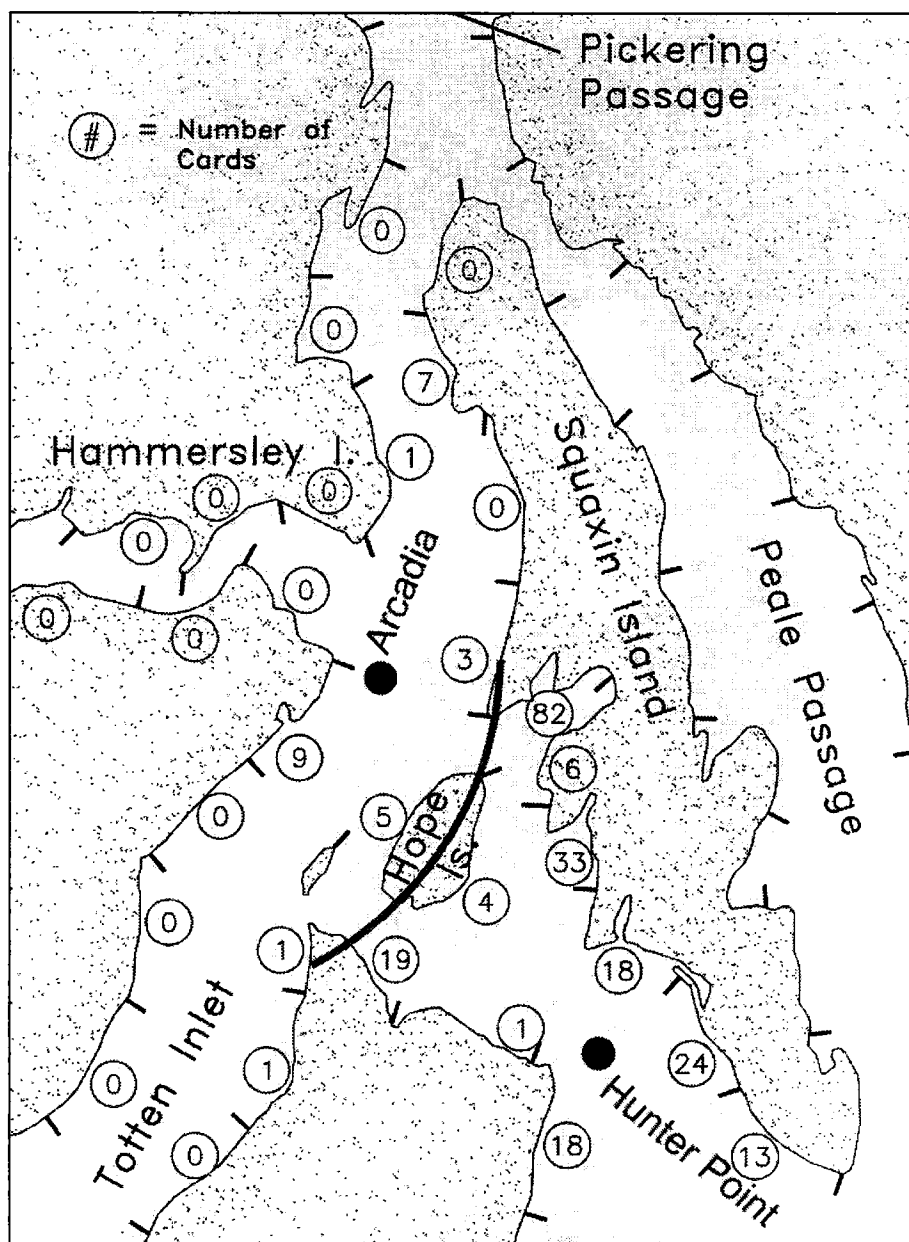 Pickering
Passage
# = Number of
Cards
0
0
0
7
Hammersley I.
1
0
0
0
0
0
0
0
Squaxin Island
Peale Passage
Arcadia
3
82
9
6
0
5
Hope
Is.
33
4
0
1
19
18
Totten Inlet
1
24
0
1
Hunter Point
0
18
13